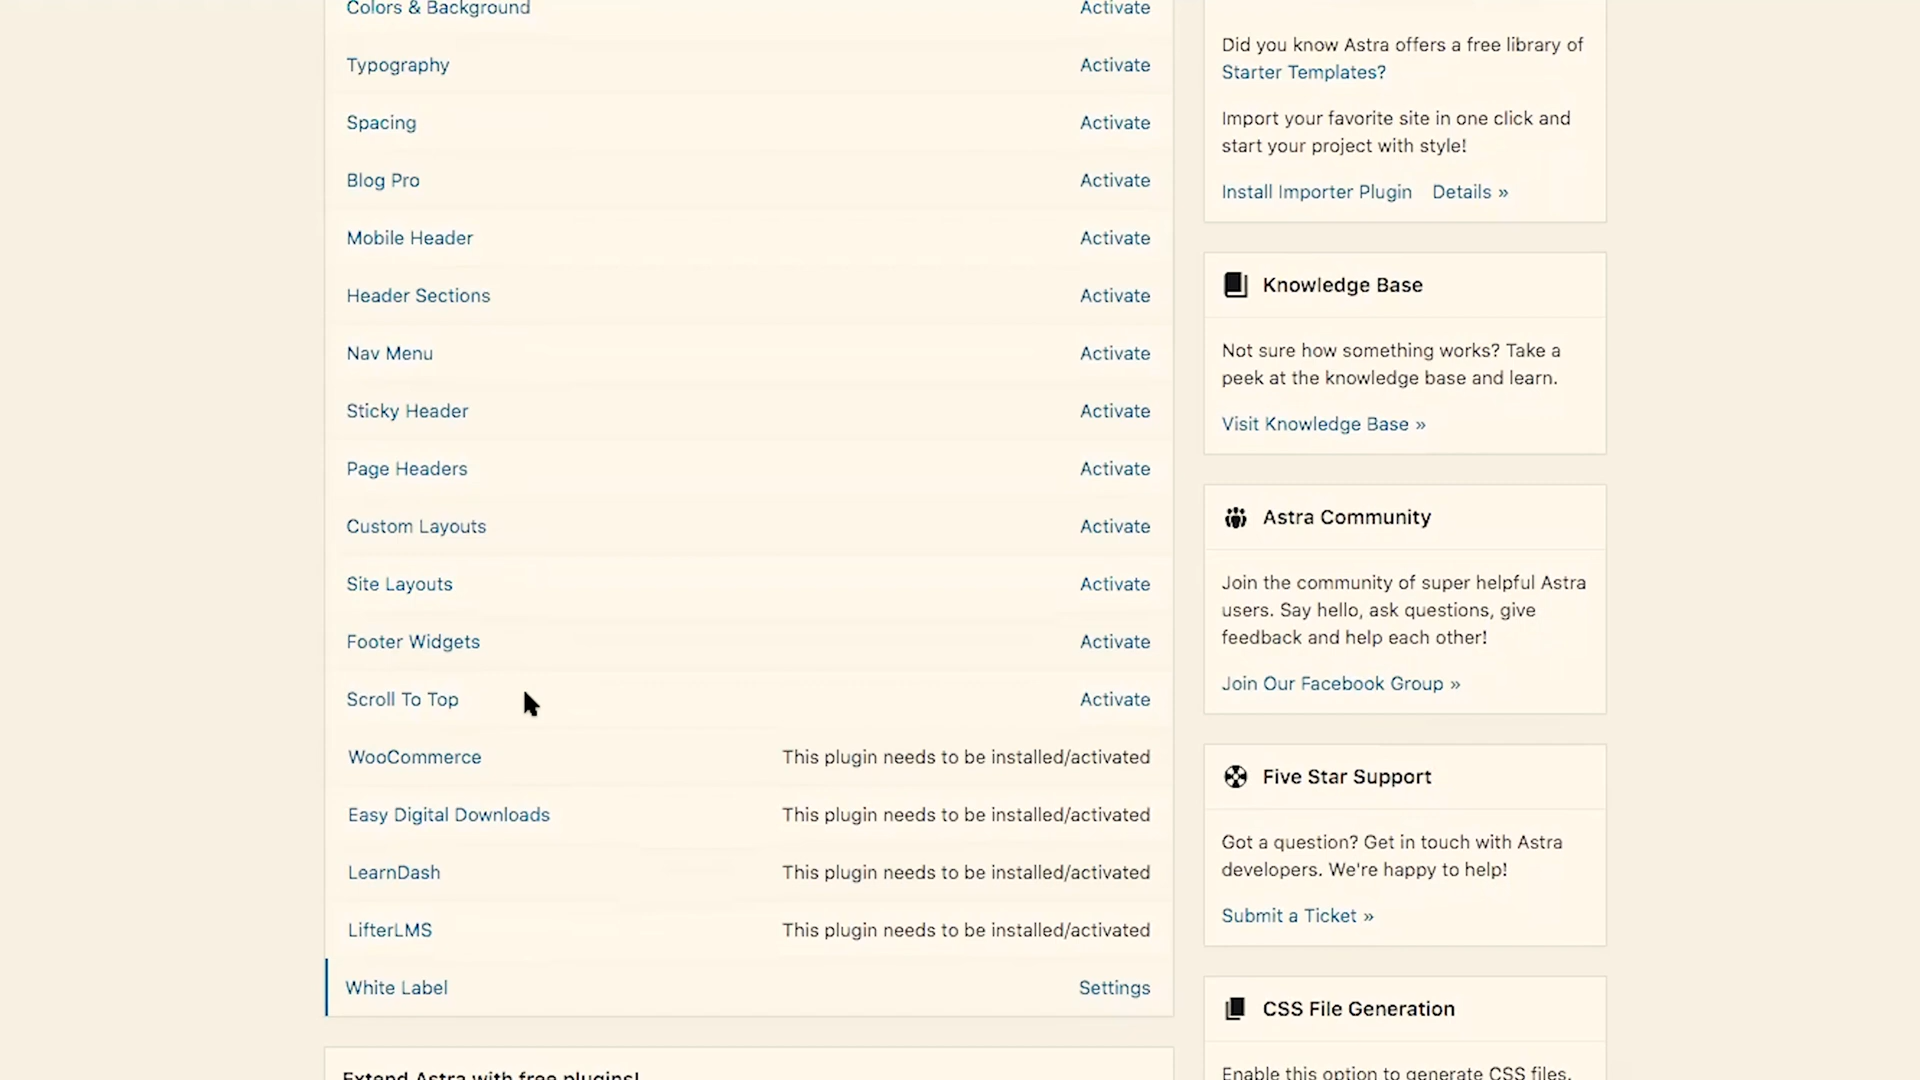 Colors & Background Activate
Typography Activate
Spacing Activate
Blog Pro Activate
Mobile Header Activate
Header Sections Activate
Nav Menu Activate
Sticky Header Activate
Page Headers Activate
Custom Layouts Activate
Site Layouts Activate
Footer Widgets Activate
Scroll To Top Activate
WooCommerce This plugin needs to be installed/activated
Easy Digital Downloads This plugin needs to be installed/activated
LearnDash This plugin needs to be installed/activated
LifterLMS This plugin needs to be installed/activated
White Label Settings
Extend Astra with free plugins!
Did you know Astra offers a free library of
Starter Templates?
Import your favorite site in one click and
start your project with style!
Install Importer Plugin Details »
Knowledge Base
Not sure how something works? Take a
peek at the knowledge base and learn.
Visit Knowledge Base »
Astra Community
Join the community of super helpful Astra
users. Say hello, ask questions, give
feedback and help each other!
Join Our Facebook Group »
Five Star Support
Got a question? Get in touch with Astra
developers. We're happy to help!
Submit a Ticket »
CSS File Generation
Enable this option to generate CSS files.